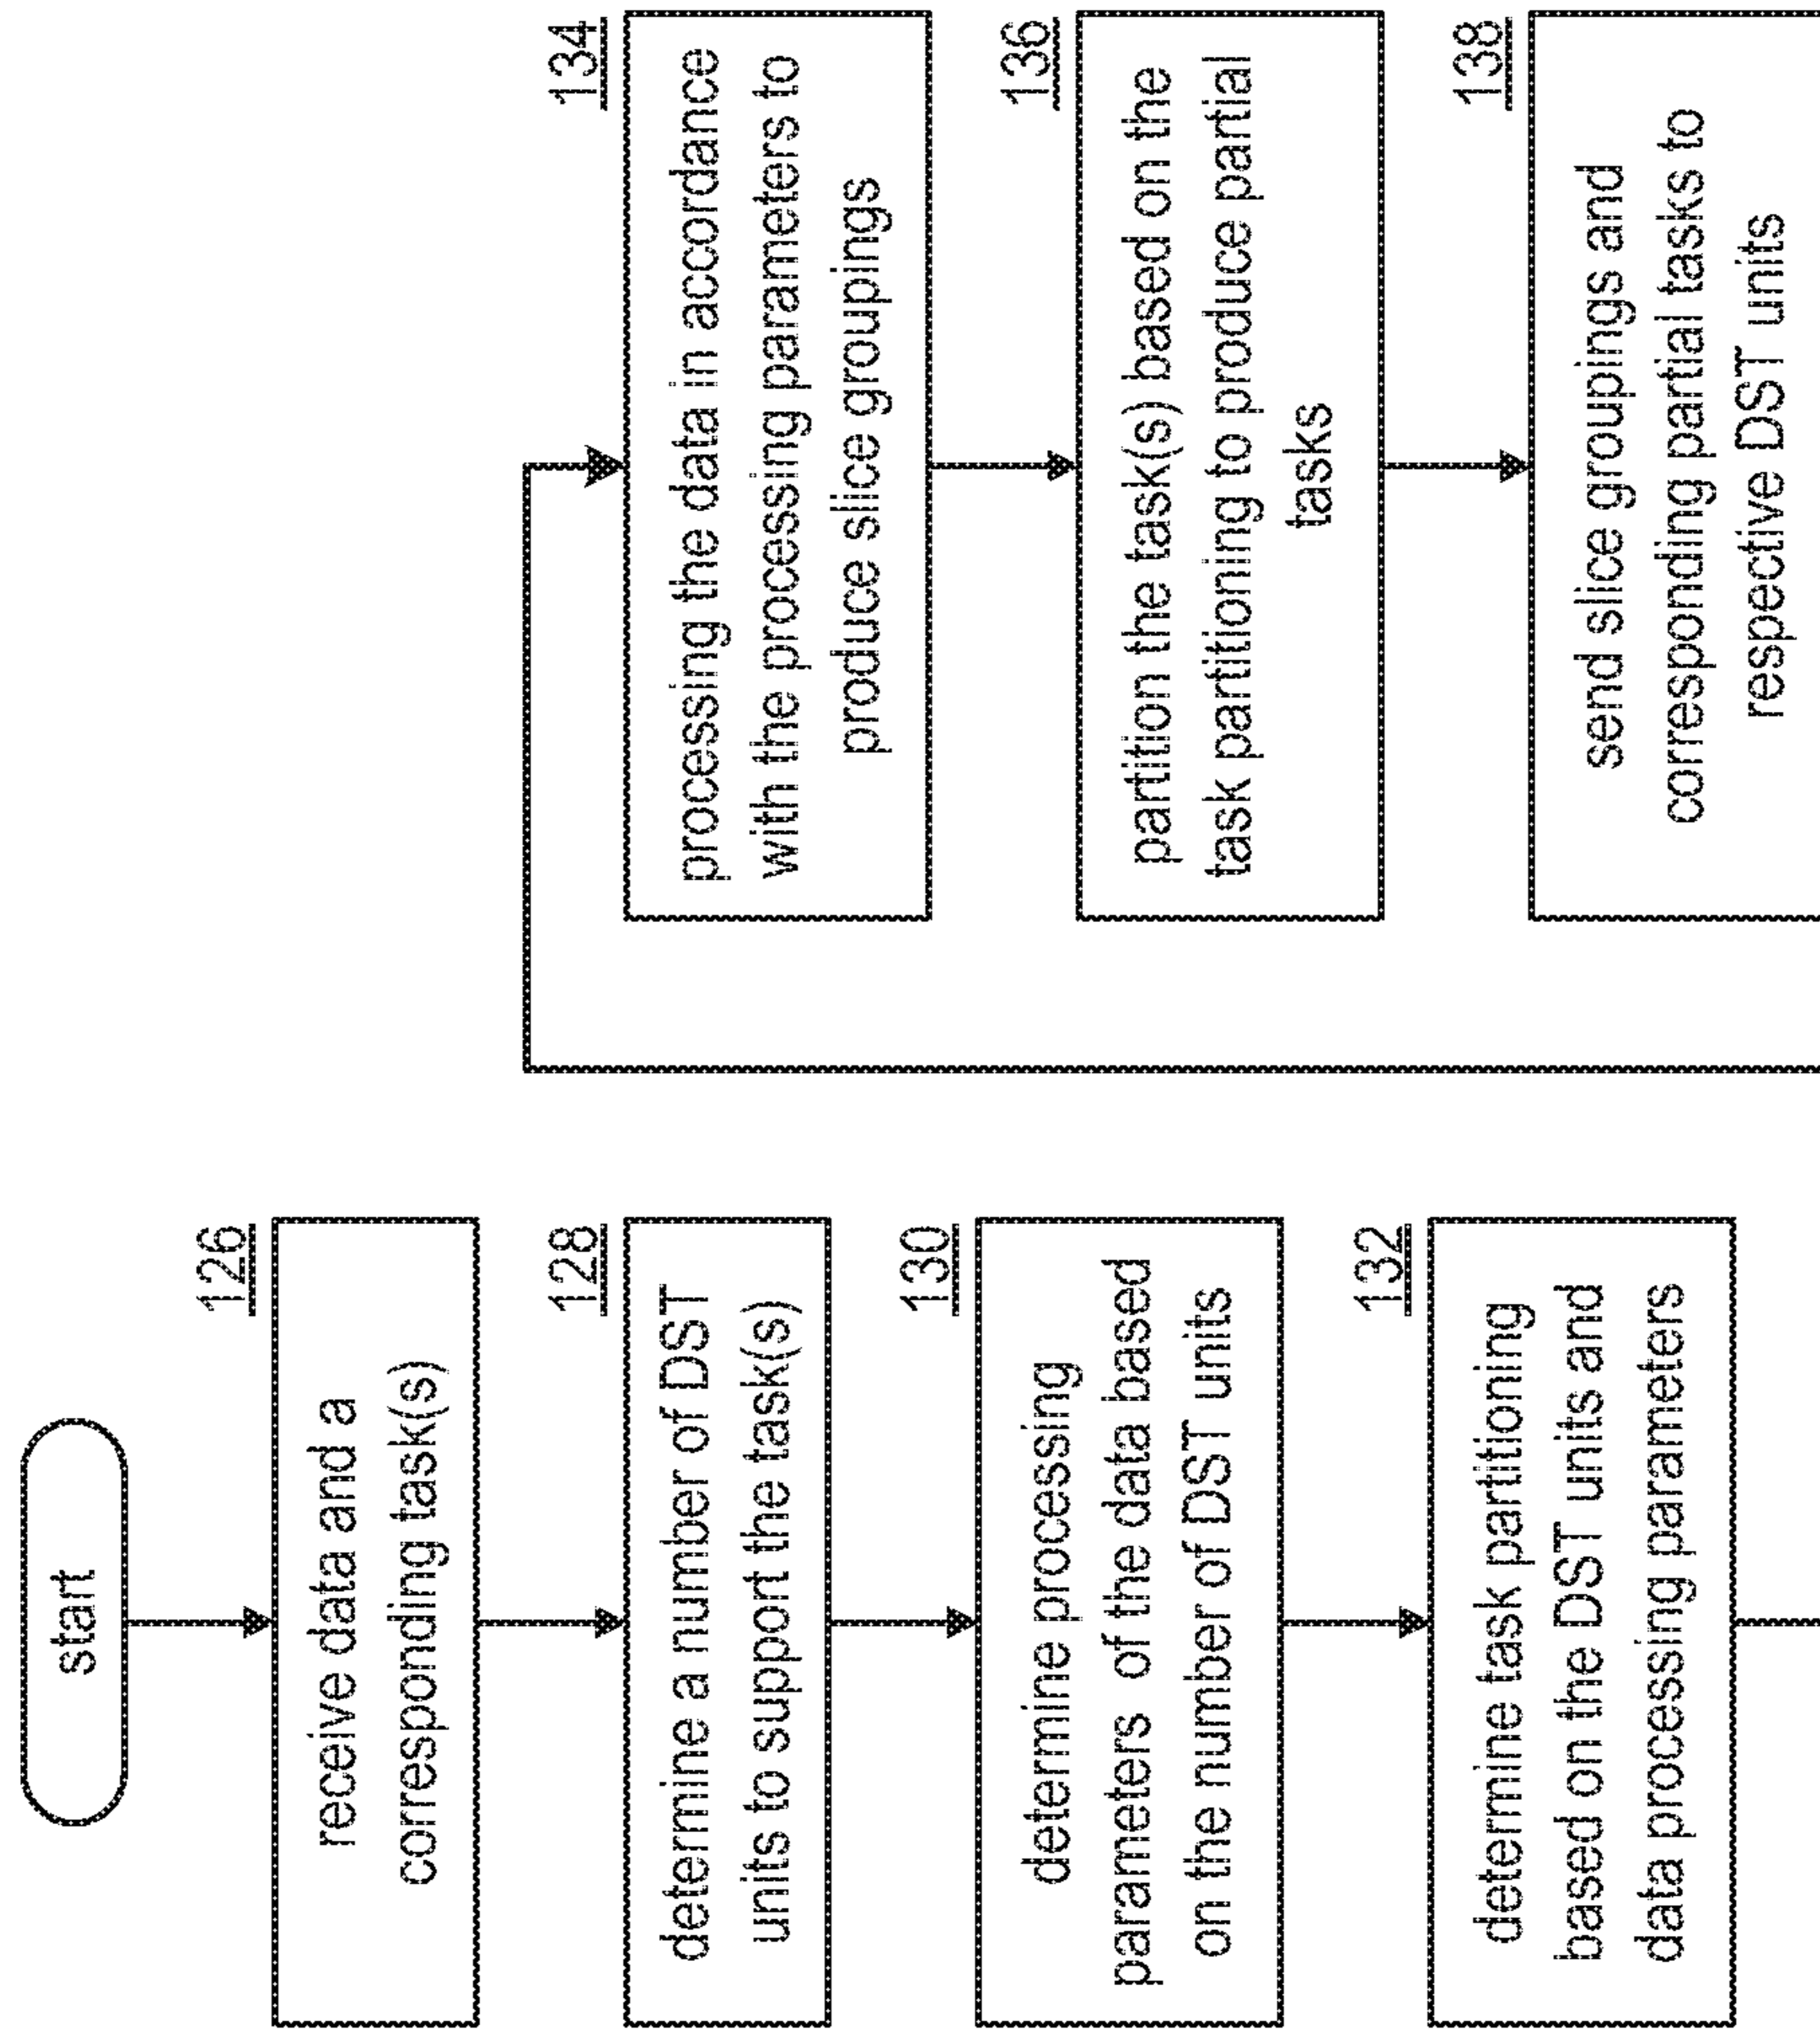 start
126
receive data and a
corresponding task(s)
128
determine a number of DST
units to support the task(s)
130
determine processing
parameters of the data based
on the number of DST units
132
determine task partitioning
based on the DST units and
data processing parameters
134
processing the data in accordance
with the processing parameters to
produce slice groupings
136
partition the task(s) based on the
task partitioning to produce partial
tasks
138
send slice groupings and
corresponding partial tasks to
respective DST units